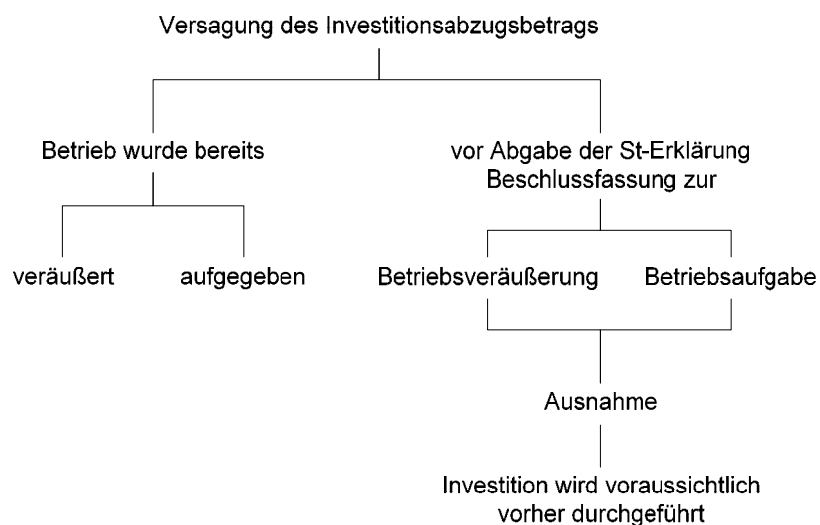 Versagung des Investitionsabzugsbetrags
Betrieb wurde bereits
vor Abgabe der St-Erklärung
Beschlussfassung zur
veräußert
aufgegeben
Betriebsveräußerung
Betriebsaufgabe
Ausnahme
Investition wird voraussichtlich
vorher durchgeführt